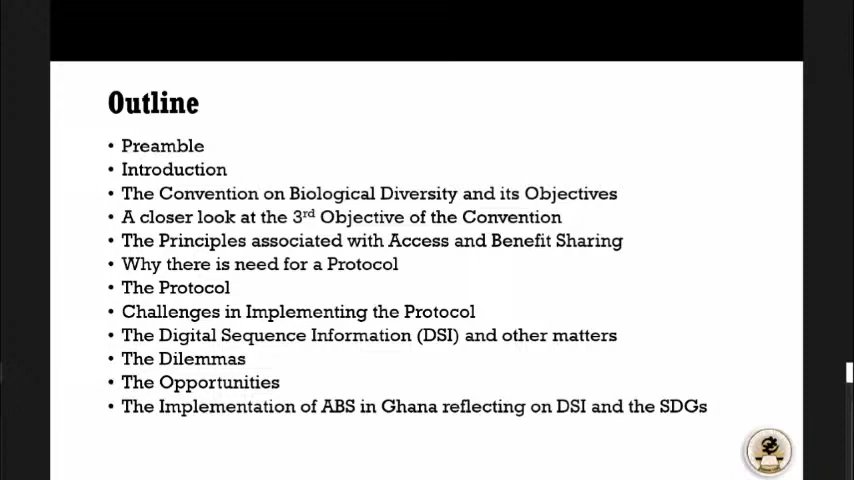 Outline
• Preamble
• Introduction
• The Convention on Biological Diversity and its Objectives
• A closer look at the 3rd Objective of the Convention
• The Principles associated with Access and Benefit Sharing
• Why there is need for a Protocol
• The Protocol
• Challenges in Implementing the Protocol
• The Digital Sequence Information (DSI) and other matters
• The Dilemmas
• The Opportunities
• The Implementation of ABS in Ghana reflecting on DSI and the SDGs